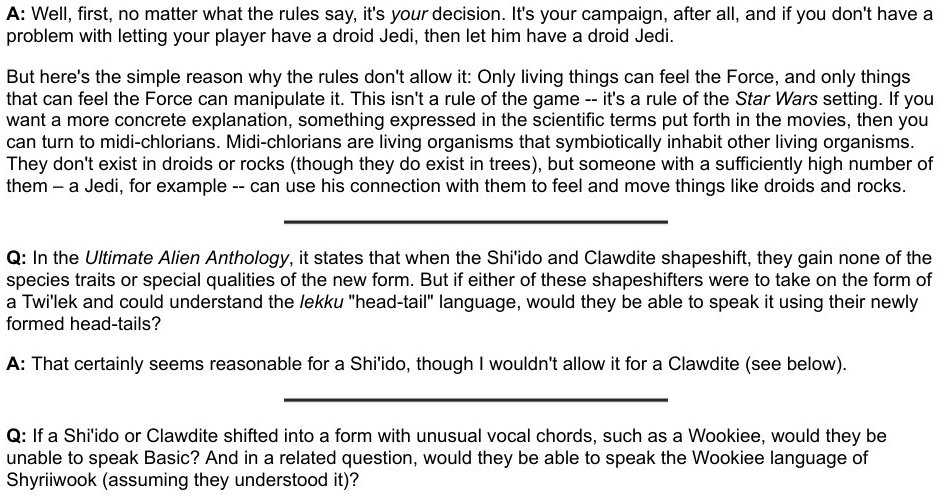 A: Well, first, no matter what the rules say, it's your decision. It's your campaign, after all, and if you don't have a
problem with letting your player have a droid Jedi, then let him have a droid Jedi.
But here's the simple reason why the rules don't allow it: Only living things can feel the Force, and only things
that can feel the Force can manipulate it. This isn't a rule of the game -- it's a rule of the Star Wars setting. If you
want a more concrete explanation, something expressed in the scientific terms put forth in the movies, then you
can turn to midi-chlorians. Midi-chlorians are living organisms that symbiotically inhabit other living organisms.
They don't exist in droids or rocks (though they do exist in trees), but someone with a sufficiently high number of
them – a Jedi, for example -- can use his connection with them to feel and move things like droids and rocks.
Q: In the Ultimate Alien Anthology, it states that when the Shi'ido and Clawdite shapeshift, they gain none of the
species traits or special qualities of the new form. But if either of these shapeshifters were to take on the form of
a Twi'lek and could understand the lekku "head-tail" language, would they be able to speak it using their newly
formed head-tails?
A: That certainly seems reasonable for a Shi'ido, though I wouldn't allow it for a Clawdite (see below).
Q: If a Shi'ido or Clawdite shifted into a form with unusual vocal chords, such as a Wookiee, would they be
unable to speak Basic? And in a related question, would they be able to speak the Wookiee language of
Shyriiwook (assuming they understood it)?